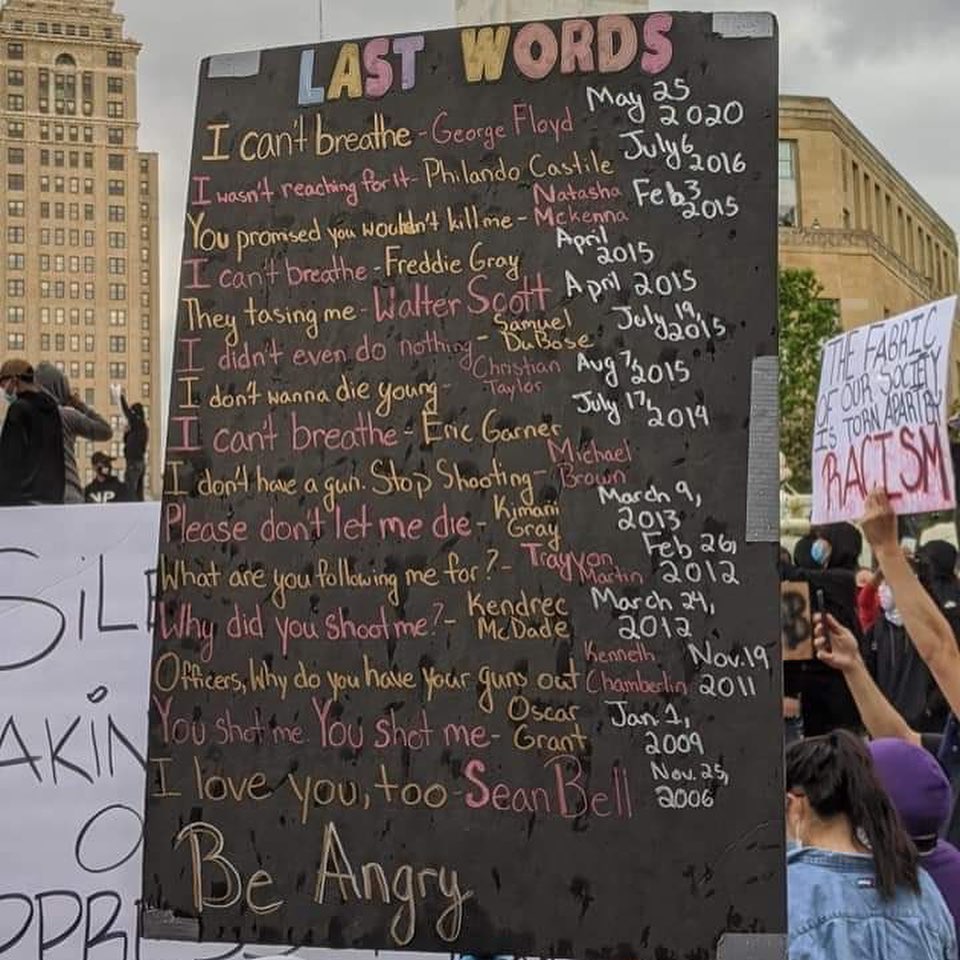 LAST WORDS
I can't breathe - George Floyd May 25 2020
I wasn't reaching for it - Philando Castile July 6 2016
You promised you wouldn't kill me - Natasha Mckenna Feb 3 2015
I can't breathe - Freddie Gray April 2015
They tasing me - Walter Scott April 2015
I didn't even do nothing - Samuel DuBose July 19, 2015
I don't wanna die young - Christian Taylor Aug 7, 2015
I can't breathe - Eric Garner July 17, 2014
I don't have a gun. Stop Shooting - Michael Brown
Please don't let me die - Kimani Gray March 9, 2013
What are you following me for? - Trayvon Martin Feb 26, 2012
Why did you shoot me? - Kendrec McDade March 24, 2012
Officers, Why do you have your guns out Kenneth Chamberlin Nov. 19 2011
You shot me. You shot me - Oscar Grant Jan 1, 2009
I love you, too - Sean Bell Nov. 25, 2006
Be Angry
THE FABRIC
OF OUR SOCIETY
IS TORN APART BY
RACISM
SiLE
AKIN
O
PPRE